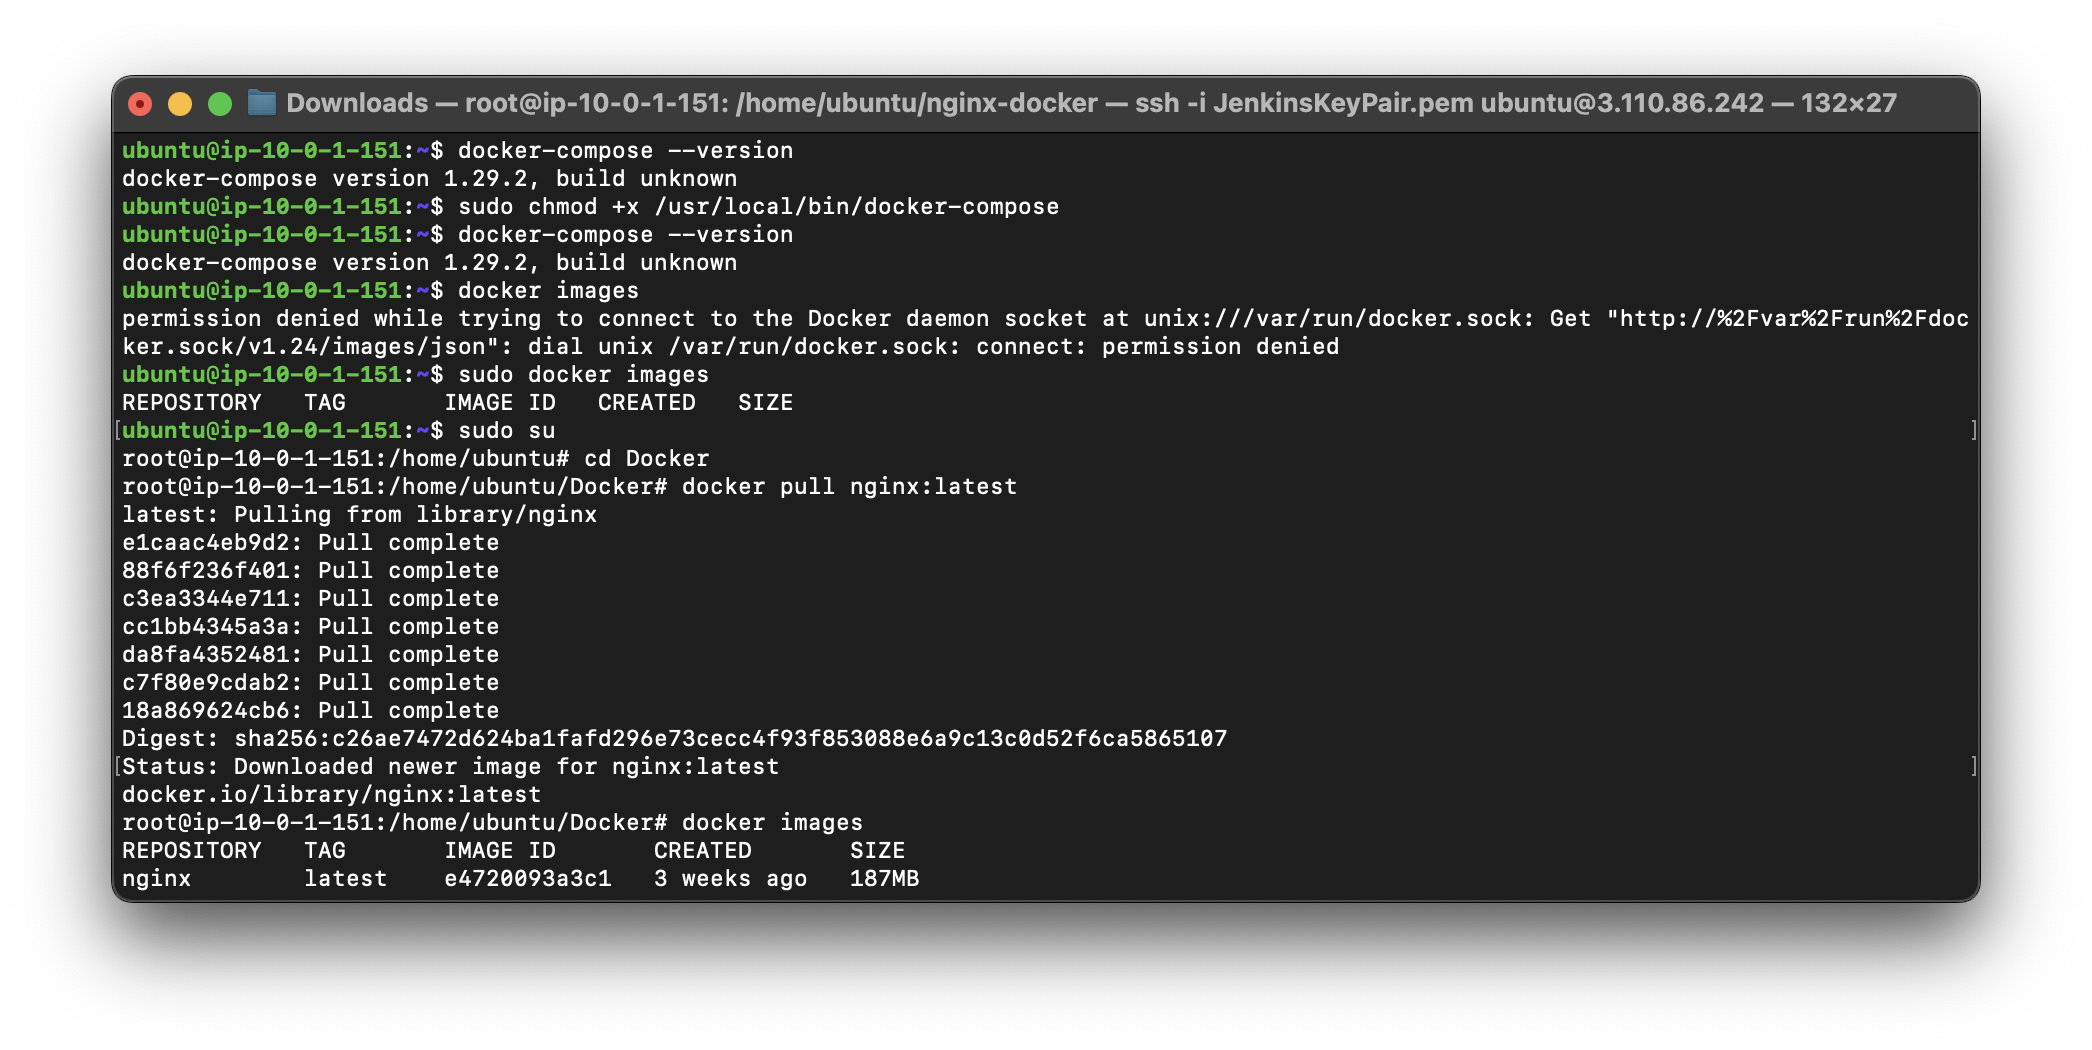 Downloads — root@ip-10-0-1-151: /home/ubuntu/nginx-docker — ssh -i JenkinsKeyPair.pem ubuntu@3.110.86.242 — 132×27
ubuntu@ip-10-0-1-151:~$ docker-compose --version
docker-compose version 1.29.2, build unknown
ubuntu@ip-10-0-1-151:~$ sudo chmod +x /usr/local/bin/docker-compose
ubuntu@ip-10-0-1-151:~$ docker-compose --version
docker-compose version 1.29.2, build unknown
ubuntu@ip-10-0-1-151:~$ docker images
permission denied while trying to connect to the Docker daemon socket at unix:///var/run/docker.sock: Get "http://%2Fvar%2Frun%2Fdoc
ker.sock/v1.24/images/json": dial unix /var/run/docker.sock: connect: permission denied
ubuntu@ip-10-0-1-151:~$ sudo docker images
REPOSITORY   TAG       IMAGE ID   CREATED   SIZE
[ubuntu@ip-10-0-1-151:~$ sudo su ]
root@ip-10-0-1-151:/home/ubuntu# cd Docker
root@ip-10-0-1-151:/home/ubuntu/Docker# docker pull nginx:latest
latest: Pulling from library/nginx
e1caac4eb9d2: Pull complete
88f6f236f401: Pull complete
c3ea3344e711: Pull complete
cc1bb4345a3a: Pull complete
da8fa4352481: Pull complete
c7f80e9cdab2: Pull complete
18a869624cb6: Pull complete
Digest: sha256:c26ae7472d624ba1fafd296e73cecc4f93f853088e6a9c13c0d52f6ca5865107
[Status: Downloaded newer image for nginx:latest ]
docker.io/library/nginx:latest
root@ip-10-0-1-151:/home/ubuntu/Docker# docker images
REPOSITORY   TAG       IMAGE ID       CREATED       SIZE
nginx        latest    e4720093a3c1   3 weeks ago   187MB